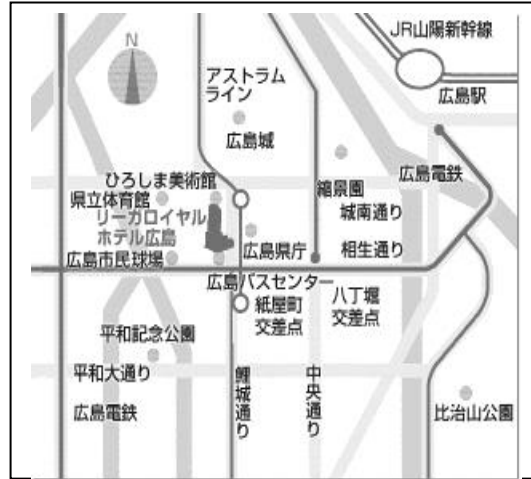 JR山陽新幹線
N
アストラム
ライン
広島駅
広島城
広島電鉄
ひろしま美術館
縮景園
県立体育館
城南通り
リーガロイヤル
ホテル広島
広島県庁
相生通り
広島市民球場
広島バスセンター
紙屋町
交差点
八丁堀
交差点
平和記念公園
平和大通り
鯉城通り
中央通り
広島電鉄
比治山公園